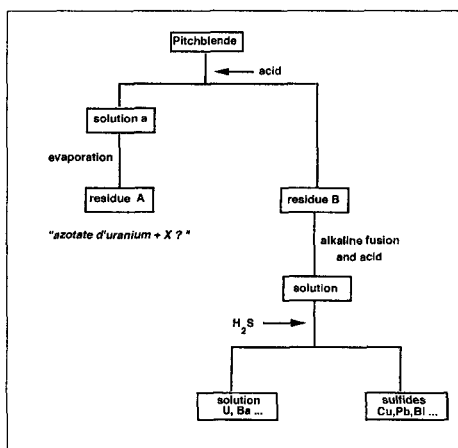 Pitchblende
acid
solution a
evaporation
residue A
residue B
"azotate d'uranium + X ? "
alkaline fusion
and acid
solution
H2S
solution
U, Ba ...
sulfides
Cu,Pb,Bi ...